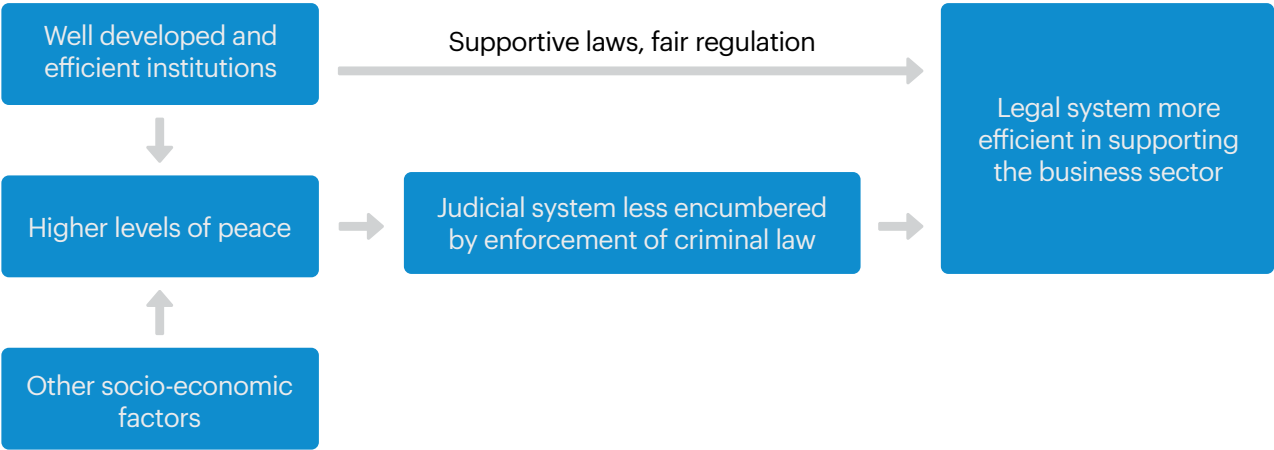 Well developed and
efficient institutions
Supportive laws, fair regulation
Legal system more
efficient in supporting
the business sector
Higher levels of peace
Judicial system less encumbered
by enforcement of criminal law
Other socio-economic
factors